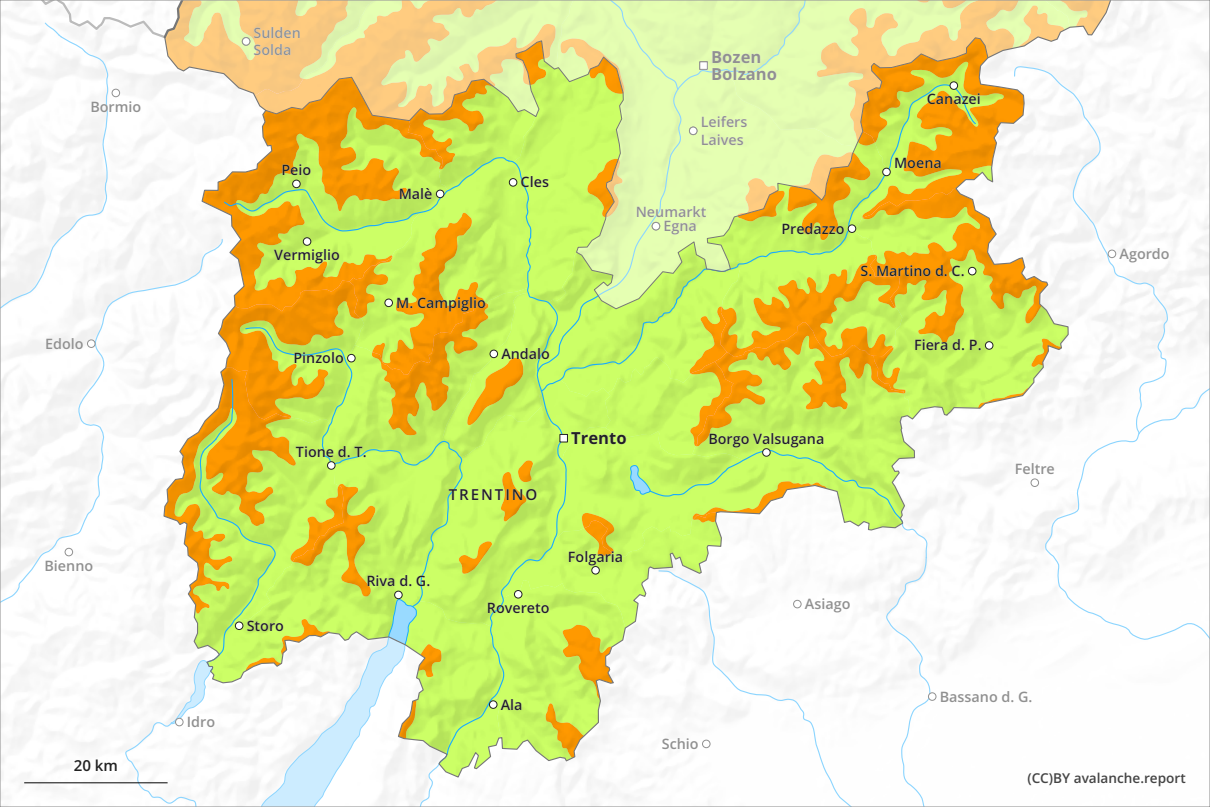 Sulden
Solda
Bozen
Bolzano
Bormio
Canazei
Leifers
Laives
Moena
Peio
Malè
Cles
Neumarkt
Egna
Predazzo
Vermiglio
Agordo
S. Martino d. C.
M. Campiglio
Edolo
Pinzolo
Andalo
Fiera d. P.
Trento
Borgo Valsugana
Tione d. T.
Feltre
TRENTINO
Bienno
Folgaria
Riva d. G.
Rovereto
Asiago
Storo
Bassano d. G.
Ala
Idro
Schio
20 km
(CC)BY avalanche.report